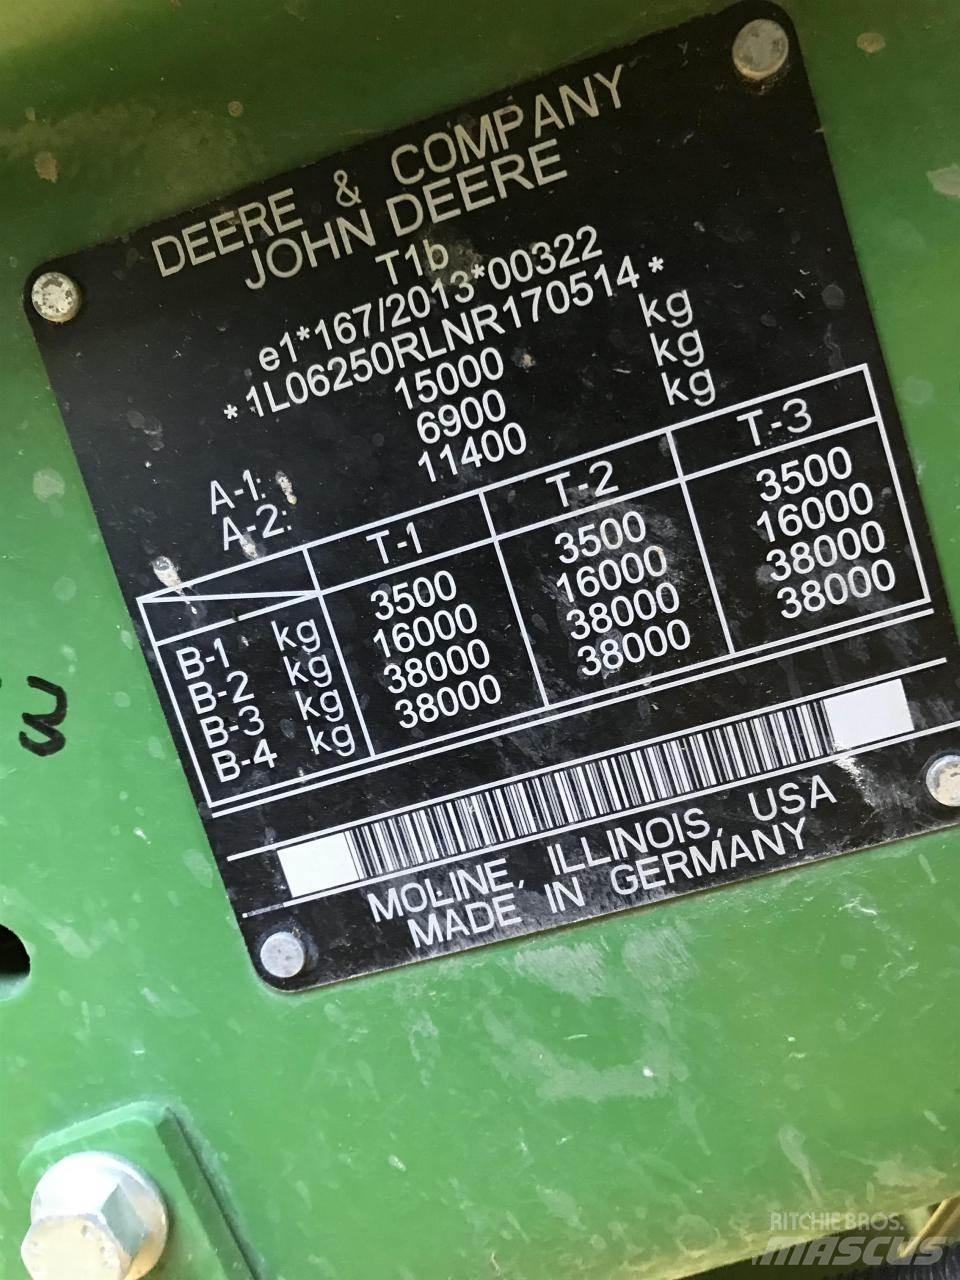 DEERE & COMPANY
JOHN DEERE
T1b
e1*167/2013*00322
*1L06250RLNR170514*
15000 kg
A-1: 6900 kg
A-2: 11400 kg
T-1 T-2 T-3
B-1 kg 3500 3500 3500
B-2 kg 16000 16000 16000
B-3 kg 38000 38000 38000
B-4 kg 38000 38000 38000
MOLINE, ILLINOIS, USA
MADE IN GERMANY
RITCHIE BROS.
MASCUS